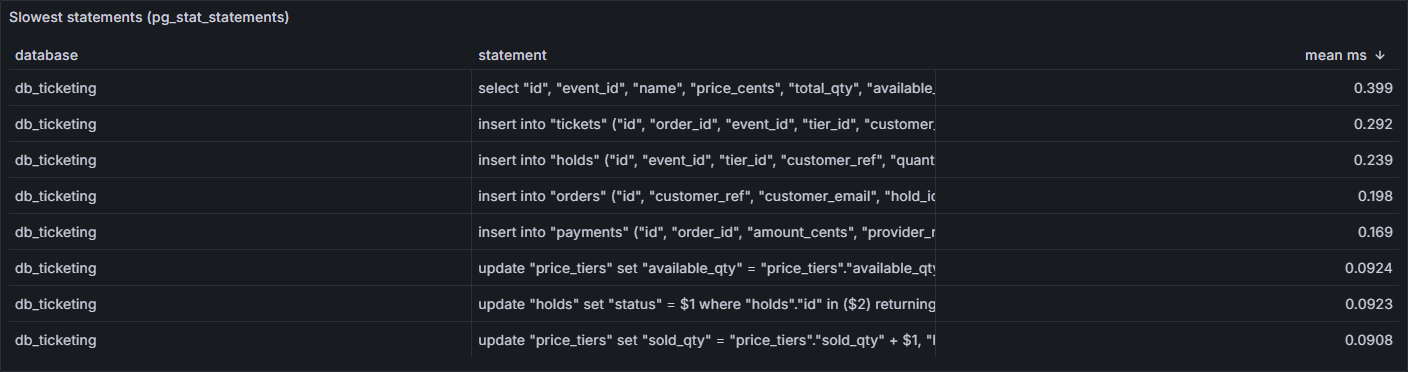 Slowest statements (pg_stat_statements)
database statement mean ms ↓
db_ticketing select "id", "event_id", "name", "price_cents", "total_qty", "available_ 0.399
db_ticketing insert into "tickets" ("id", "order_id", "event_id", "tier_id", "customer_ 0.292
db_ticketing insert into "holds" ("id", "event_id", "tier_id", "customer_ref", "quant 0.239
db_ticketing insert into "orders" ("id", "customer_ref", "customer_email", "hold_ic 0.198
db_ticketing insert into "payments" ("id", "order_id", "amount_cents", "provider_r 0.169
db_ticketing update "price_tiers" set "available_qty" = "price_tiers"."available_qty 0.0924
db_ticketing update "holds" set "status" = $1 where "holds"."id" in ($2) returning 0.0923
db_ticketing update "price_tiers" set "sold_qty" = "price_tiers"."sold_qty" + $1, " 0.0908